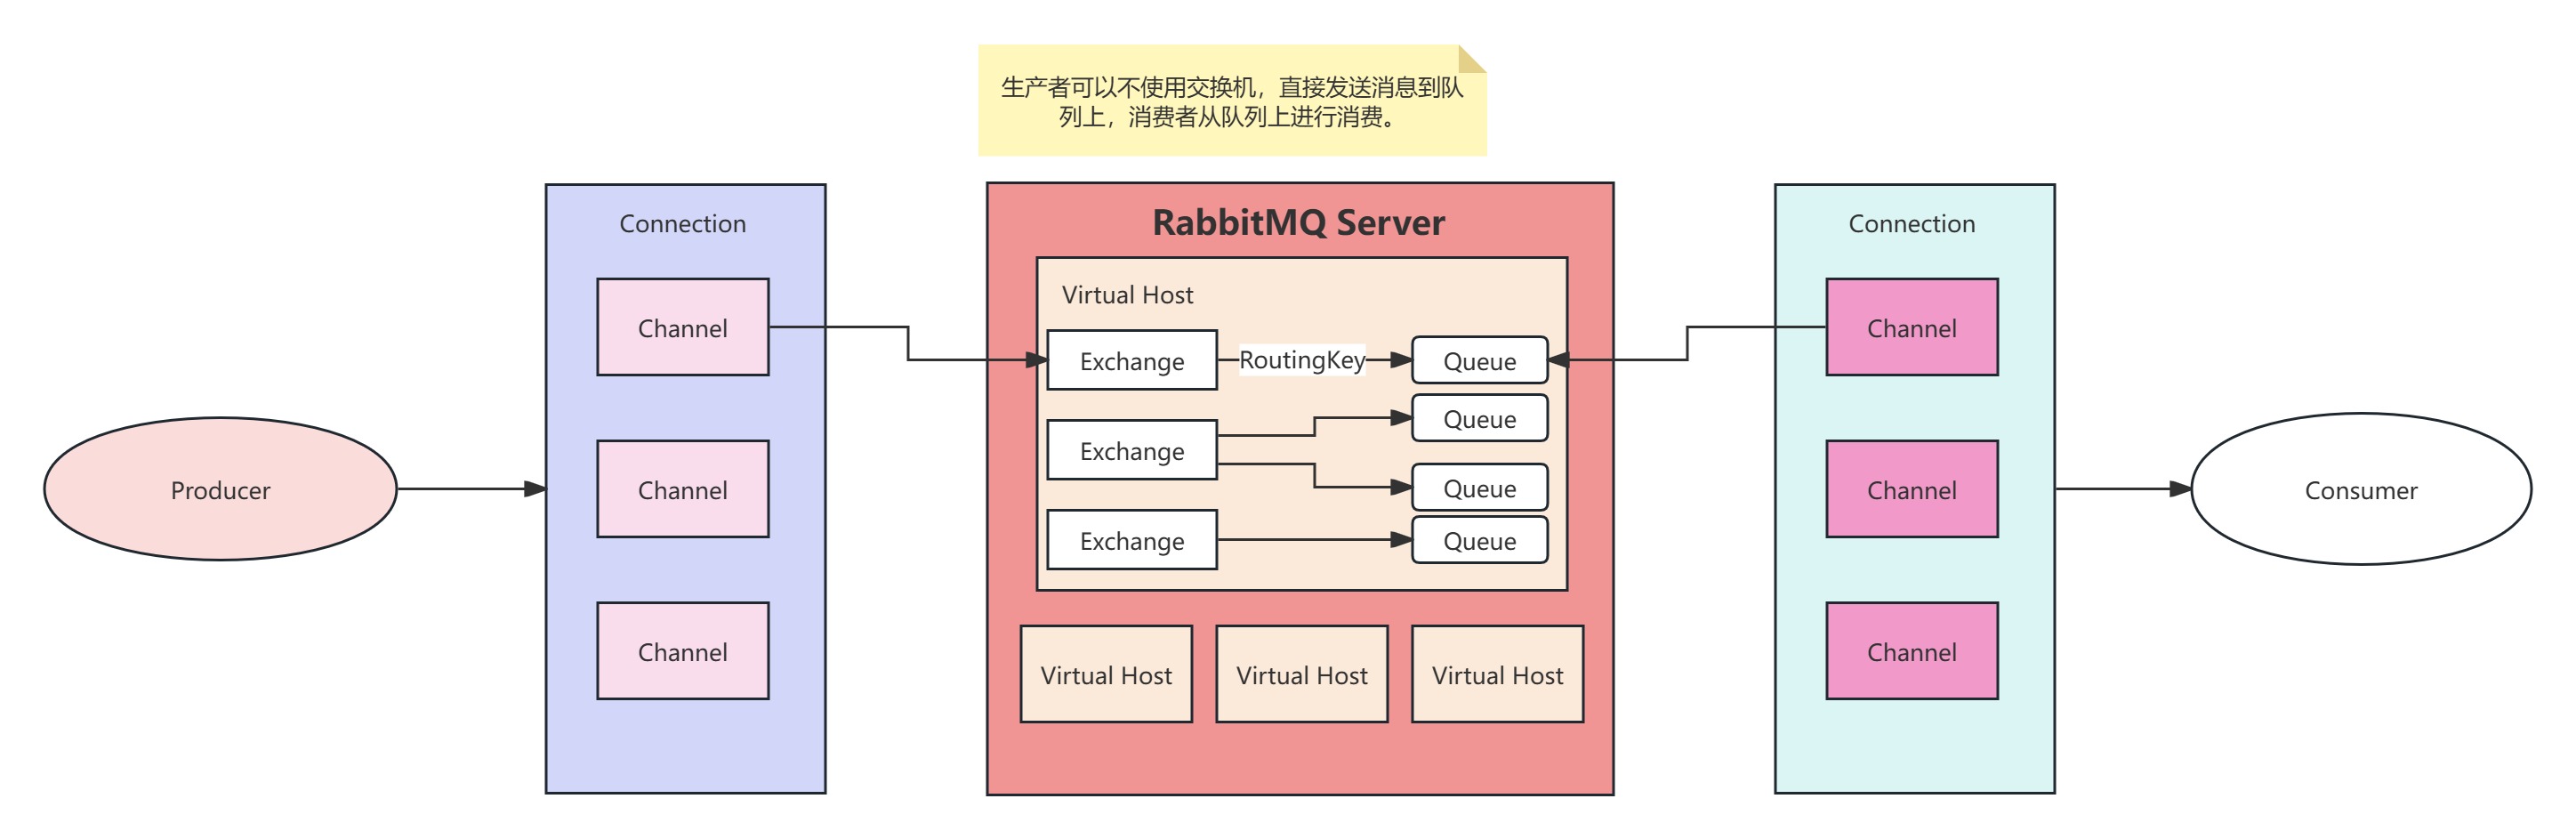 生产者可以不使用交换机，直接发送消息到队
列上，消费者从队列上进行消费。
Producer
Connection
Channel
Channel
Channel
RabbitMQ Server
Virtual Host
Exchange
RoutingKey
Queue
Exchange
Queue
Queue
Exchange
Queue
Virtual Host
Virtual Host
Virtual Host
Connection
Channel
Channel
Channel
Consumer